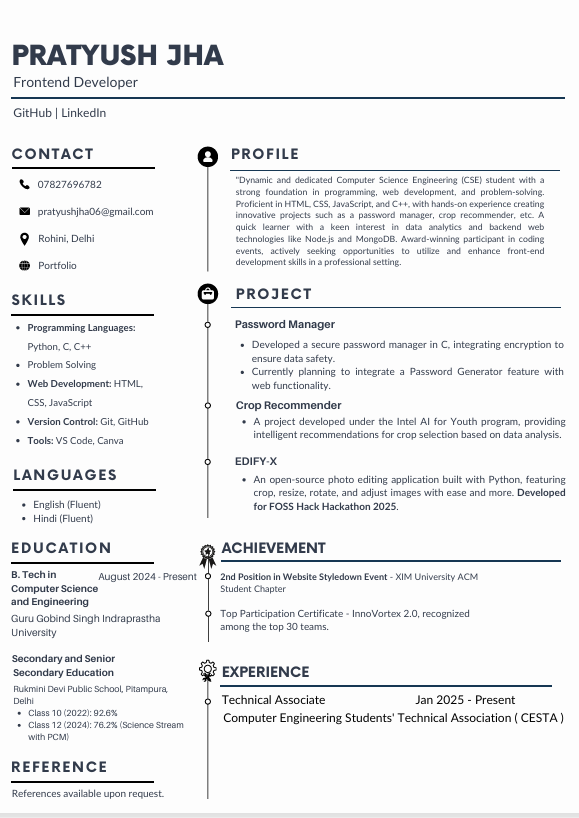 PRATYUSH JHA
Frontend Developer
GitHub | LinkedIn
CONTACT
07827696782
pratyushjha06@gmail.com
Rohini, Delhi
Portfolio
SKILLS
• Programming Languages:
Python, C, C++
• Problem Solving
• Web Development: HTML,
CSS, JavaScript
• Version Control: Git, GitHub
• Tools: VS Code, Canva
LANGUAGES
• English (Fluent)
• Hindi (Fluent)
EDUCATION
B. Tech in
Computer Science
and Engineering
August 2024 - Present
Guru Gobind Singh Indraprastha
University
Secondary and Senior
Secondary Education
Rukmini Devi Public School, Pitampura,
Delhi
• Class 10 (2022): 92.6%
• Class 12 (2024): 76.2% (Science Stream
with PCM)
REFERENCE
References available upon request.
PROFILE
"Dynamic and dedicated Computer Science Engineering (CSE) student with a
strong foundation in programming, web development, and problem-solving.
Proficient in HTML, CSS, JavaScript, and C++, with hands-on experience creating
innovative projects such as a password manager, crop recommender, etc. A
quick learner with a keen interest in data analytics and backend web
technologies like Node.js and MongoDB. Award-winning participant in coding
events, actively seeking opportunities to utilize and enhance front-end
development skills in a professional setting.
PROJECT
Password Manager
• Developed a secure password manager in C, integrating encryption to
ensure data safety.
• Currently planning to integrate a Password Generator feature with
web functionality.
Crop Recommender
• A project developed under the Intel AI for Youth program, providing
intelligent recommendations for crop selection based on data analysis.
EDIFY-X
• An open-source photo editing application built with Python, featuring
crop, resize, rotate, and adjust images with ease and more. Developed
for FOSS Hack Hackathon 2025.
ACHIEVEMENT
2nd Position in Website Styledown Event - XIM University ACM
Student Chapter
Top Participation Certificate - InnoVortex 2.0, recognized
among the top 30 teams.
EXPERIENCE
Technical Associate Jan 2025 - Present
Computer Engineering Students' Technical Association ( CESTA )